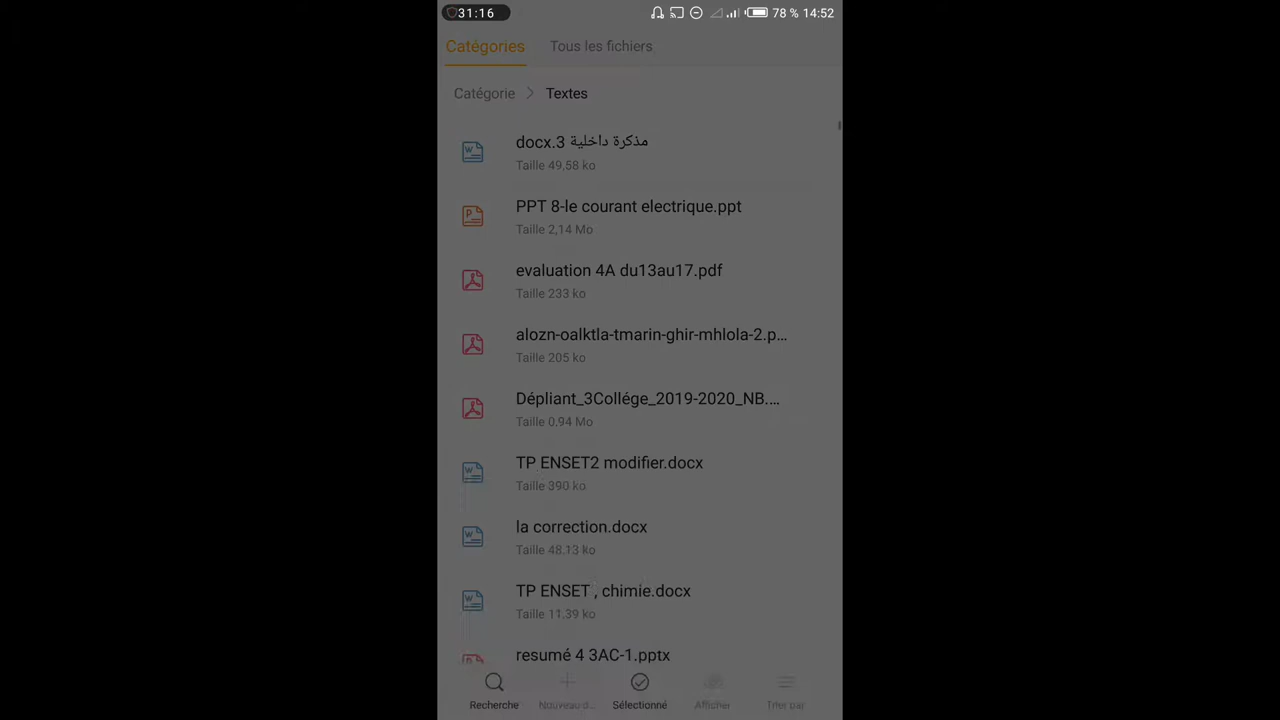 31:16
78 % 14:52
Catégories Tous les fichiers
Catégorie Textes
مذكرة داخلية 3.docx
Taille 49,58 ko
PPT 8-le courant electrique.ppt
Taille 2,14 Mo
evaluation 4A du13au17.pdf
Taille 233 ko
alozn-oalktla-tmarin-ghir-mhlola-2.p...
Taille 205 ko
Dépliant_3Collége_2019-2020_NB....
Taille 0,94 Mo
TP ENSET2 modifier.docx
Taille 390 ko
la correction.docx
Taille 48,13 ko
TP ENSET , chimie.docx
Taille 11,39 ko
resumé 4 3AC-1.pptx
Recherche Nouveau d... Sélectionné Afficher Trier par